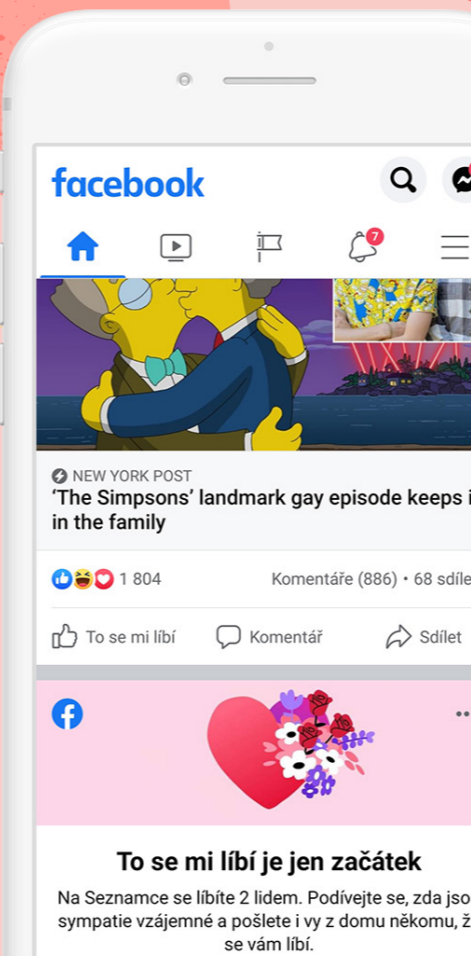 facebook
7
NEW YORK POST
‘The Simpsons’ landmark gay episode keeps
in the family
1 804
Komentáře (886) • 68 sdíle
To se mi líbí
Komentář
Sdílet
To se mi líbí je jen začátek
Na Seznamce se líbíte 2 lidem. Podívejte se, zda jso
sympatie vzájemné a pošlete i vy z domu někomu, ž
se vám líbí.